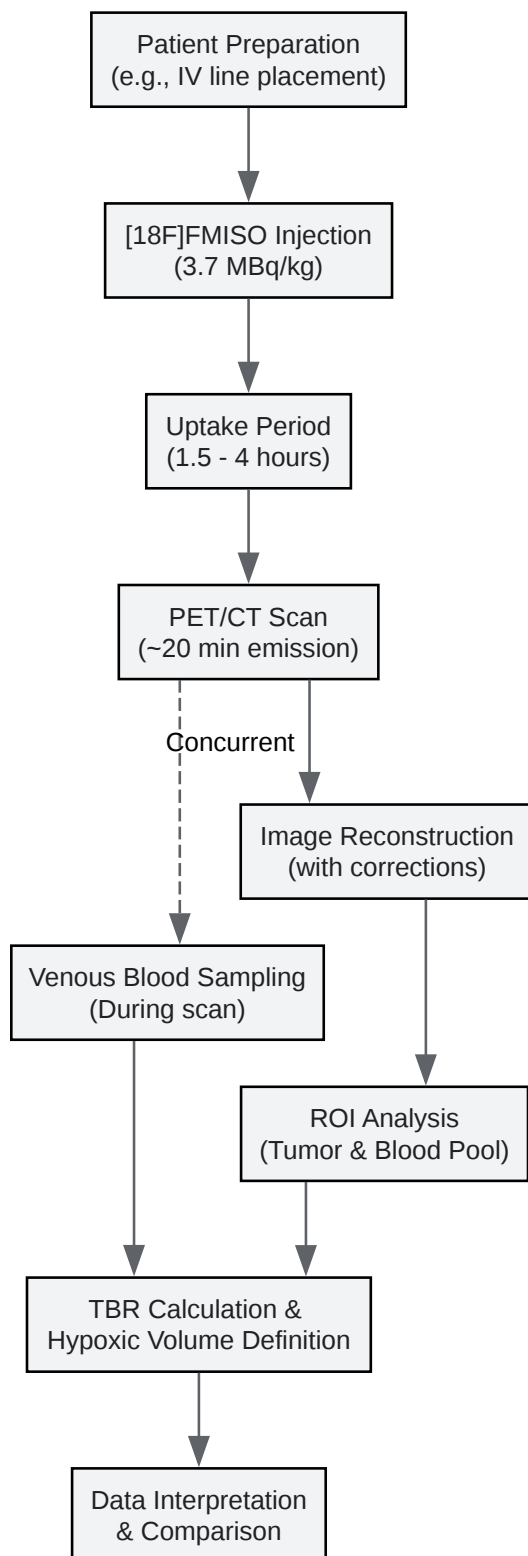 Patient Preparation
(e.g., IV line placement)
[18F]FMISO Injection
(3.7 MBq/kg)
Uptake Period
(1.5 - 4 hours)
PET/CT Scan
(~20 min emission)
Concurrent
Image Reconstruction
(with corrections)
Venous Blood Sampling
(During scan)
ROI Analysis
(Tumor & Blood Pool)
TBR Calculation &
Hypoxic Volume Definition
Data Interpretation
& Comparison